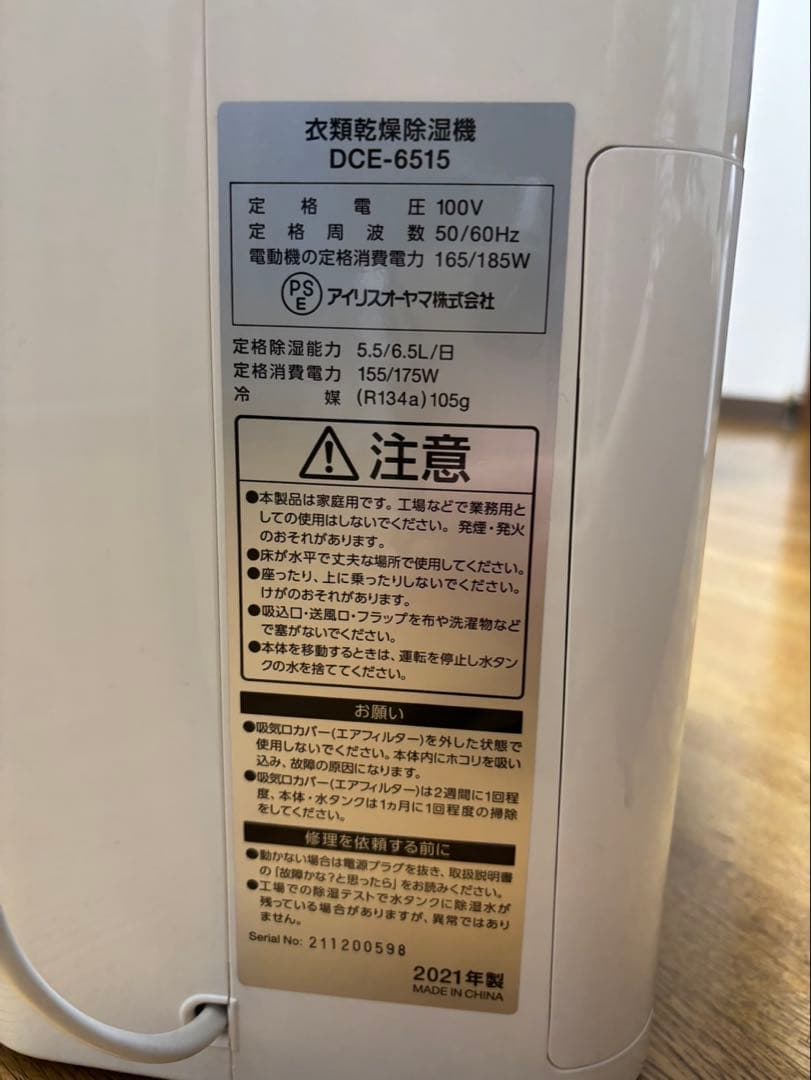 衣類乾燥除湿機
DCE-6515
定格電圧 100V
定格周波数 50/60Hz
電動機の定格消費電力 165/185W
PSE アイリスオーヤマ株式会社
定格除湿能力 5.5/6.5L/日
定格消費電力 155/175W
冷媒 (R134a)105g
注意
●本製品は家庭用です。工場などで業務用と
しての使用はしないでください。発煙・発火
のおそれがあります。
●床が水平で丈夫な場所で使用してください。
●座ったり、上に乗ったりしないでください。
けがのおそれがあります。
●吸込口・送風口・フラップを布や洗濯物など
で塞がないでください。
●本体を移動するときは、運転を停止し水タン
クの水を捨ててください。
お願い
●吸気口カバー(エアフィルター)を外した状態で
使用しないでください。本体内にホコリを吸い
込み、故障の原因になります。
●吸気口カバー(エアフィルター)は2週間に1回程
度、本体・水タンクは1ヵ月に1回程度の掃除
をしてください。
修理を依頼する前に
●動かない場合は電源プラグを抜き、取扱説明書
の「故障かな?と思ったら」をお読みください。
●工場での除湿テストで水タンクに除湿水が
残っている場合がありますが、異常ではあり
ません。
Serial No: 211200598
2021年製
MADE IN CHINA